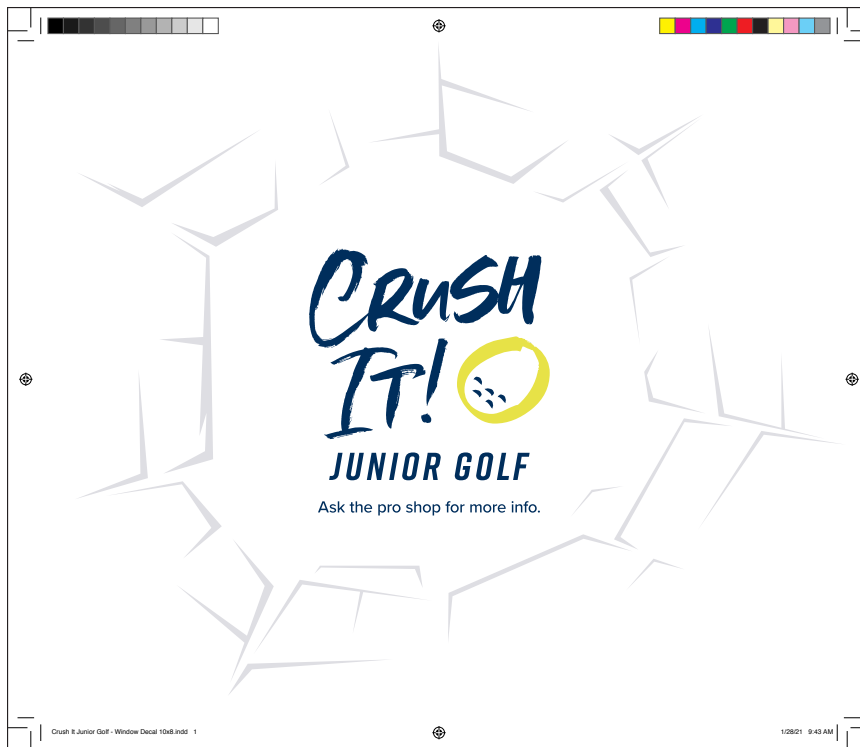 CRUSH
IT!
JUNIOR GOLF
Ask the pro shop for more info.
Crush It Junior Golf - Window Decal 10x8.indd 1
1/28/21 9:43 AM